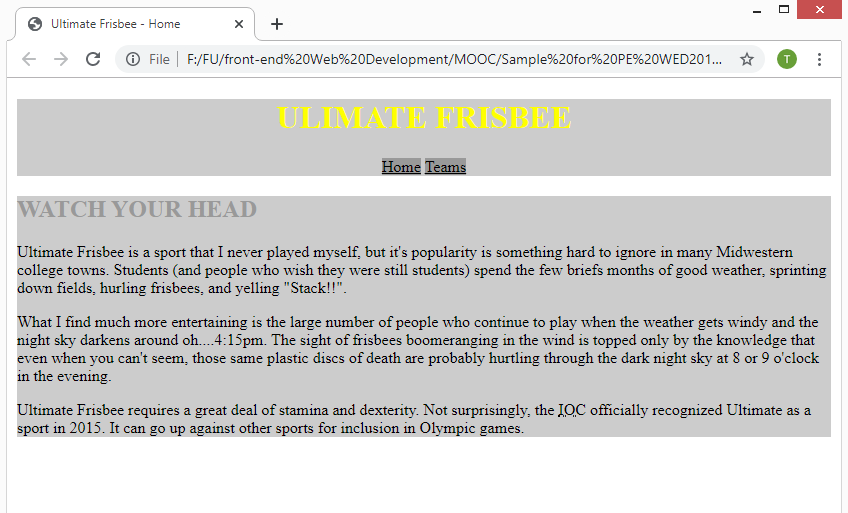 Ultimate Frisbee - Home
File
F:/FU/front-end%20Web%20Development/MOOC/Sample%20for%20PE%20WED201...
T
ULIMATE FRISBEE
Home Teams
WATCH YOUR HEAD
Ultimate Frisbee is a sport that I never played myself, but it's popularity is something hard to ignore in many Midwestern
college towns. Students (and people who wish they were still students) spend the few briefs months of good weather, sprinting
down fields, hurling frisbees, and yelling "Stack!!".
What I find much more entertaining is the large number of people who continue to play when the weather gets windy and the
night sky darkens around oh....4:15pm. The sight of frisbees boomeranging in the wind is topped only by the knowledge that
even when you can't seem, those same plastic discs of death are probably hurtling through the dark night sky at 8 or 9 o'clock
in the evening.
Ultimate Frisbee requires a great deal of stamina and dexterity. Not surprisingly, the IOC officially recognized Ultimate as a
sport in 2015. It can go up against other sports for inclusion in Olympic games.